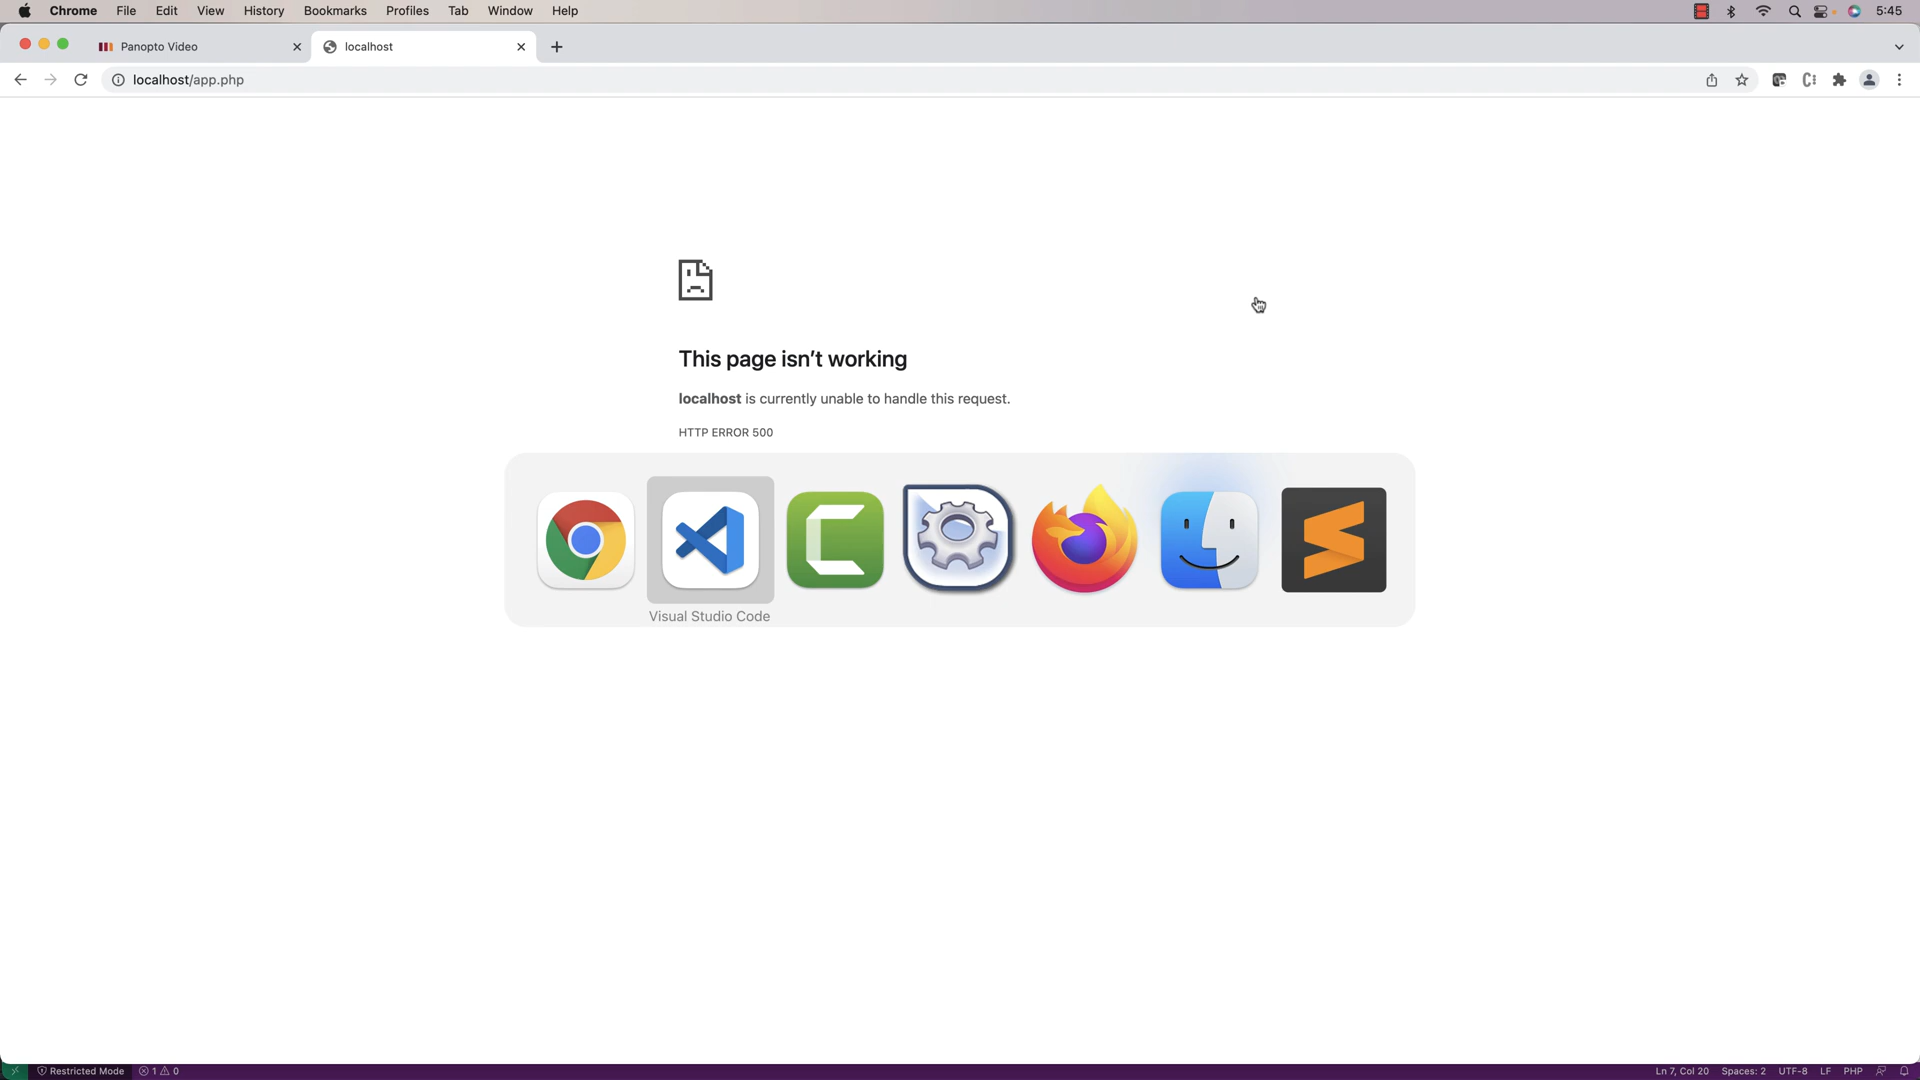 Chrome File Edit View History Bookmarks Profiles Tab Window Help 5:45
Panopto Video localhost
localhost/app.php
This page isn't working
localhost is currently unable to handle this request.
HTTP ERROR 500
Visual Studio Code
Restricted Mode 1 0 Ln 7, Col 20 Spaces: 2 UTF-8 LF PHP